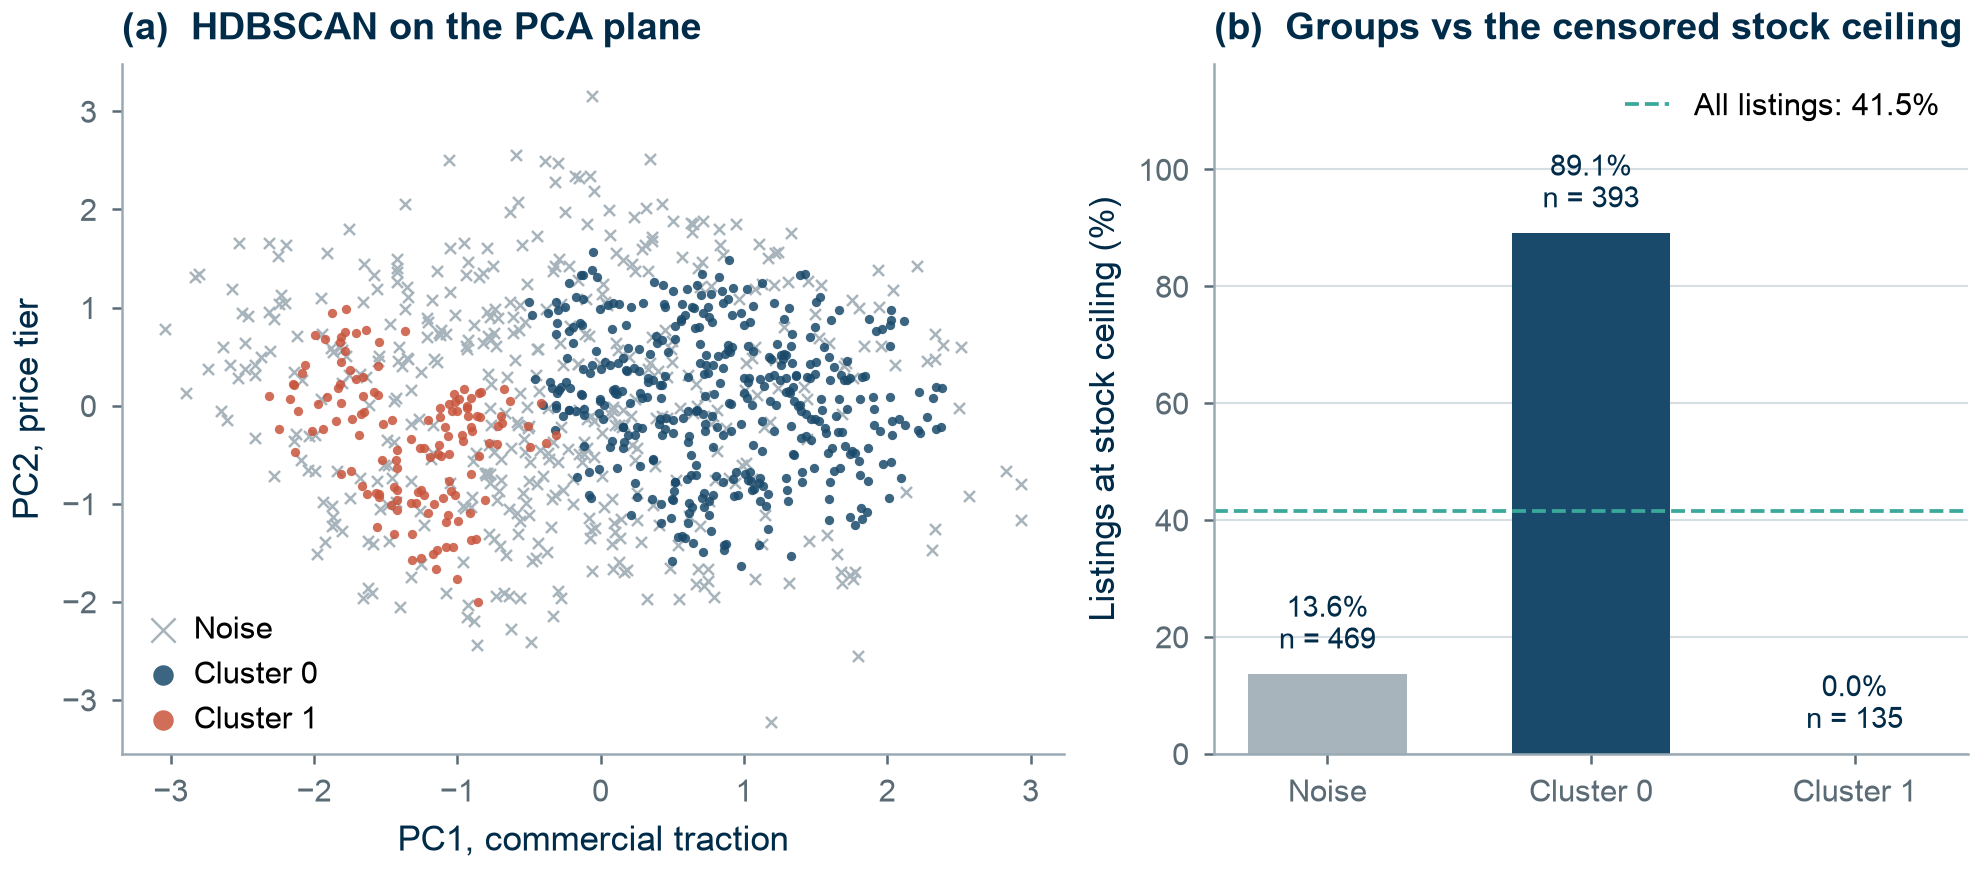 (a) HDBSCAN on the PCA plane
PC2, price tier
3
2
1
0
−1
−2
−3
Noise
Cluster 0
Cluster 1
−3 −2 −1 0 1 2 3
PC1, commercial traction
(b) Groups vs the censored stock ceiling
Listings at stock ceiling (%)
All listings: 41.5%
100
80
60
40
20
0
13.6%
n = 469
89.1%
n = 393
0.0%
n = 135
Noise Cluster 0 Cluster 1